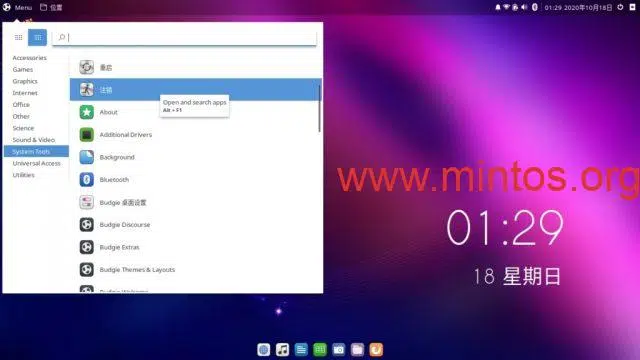 Menu 位置
01:29 2020年10月18日
Accessories
Games
Graphics
Internet
Office
Other
Science
Sound & Video
System Tools
Universal Access
Utilities
重启
注销
Open and search apps
Alt + F1
About
Additional Drivers
Background
Bluetooth
Budgie 桌面设置
Budgie Discourse
Budgie Extras
Budgie Themes & Layouts
Budgie Welcome
www.mintos.org
01:29
18 星期日